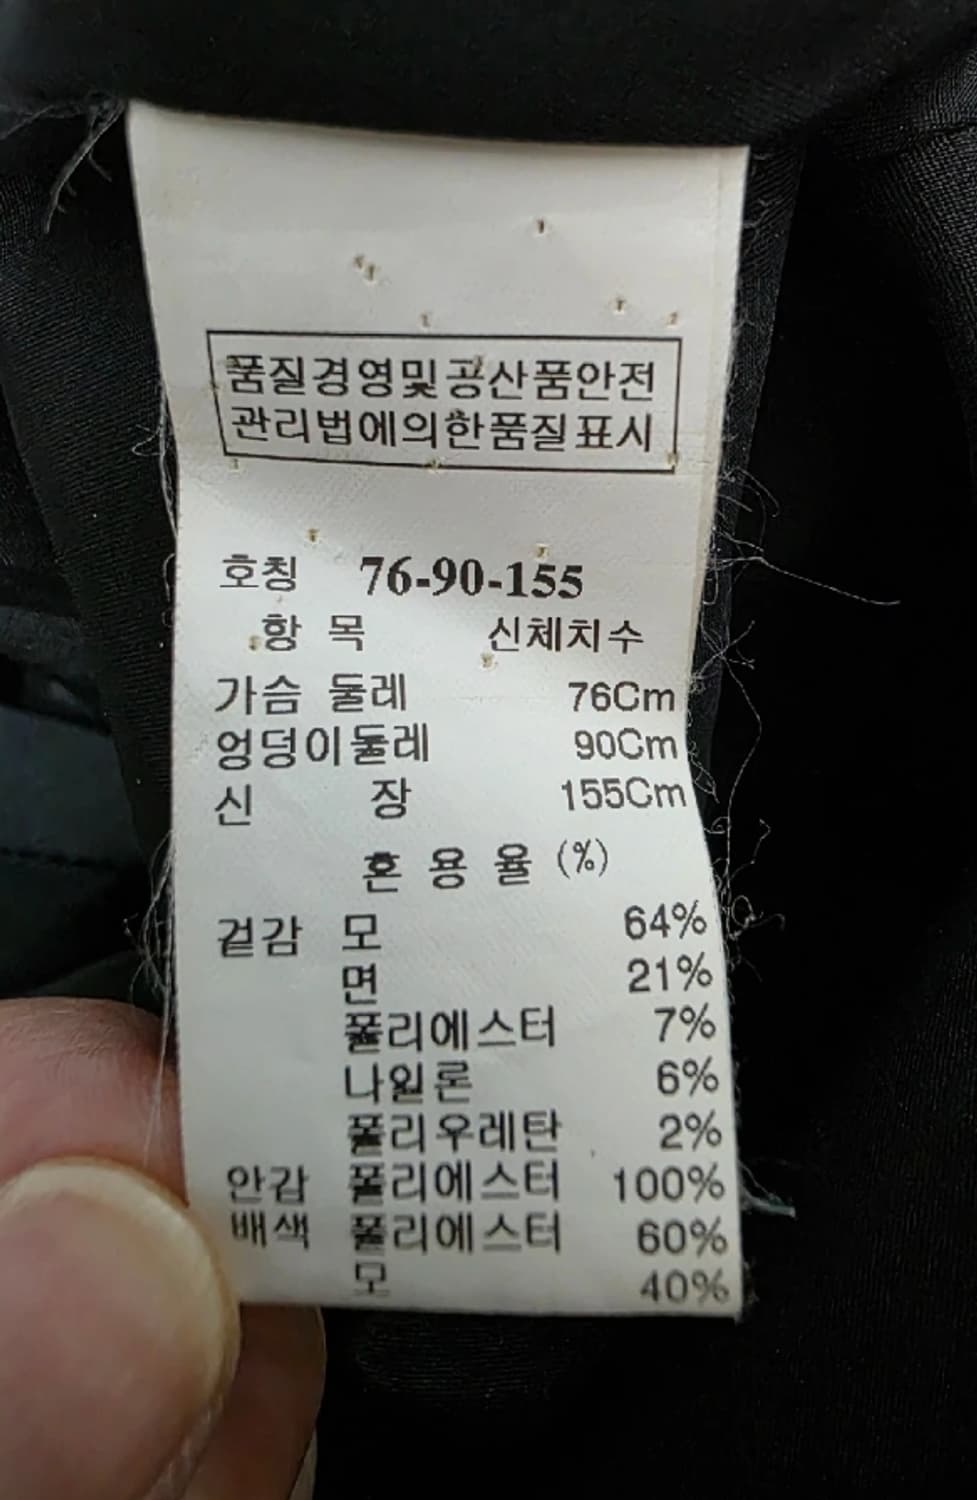 품질경영및공산품안전
관리법에의한품질표시
호칭 76-90-155
항 목 신체치수
가슴 둘레 76Cm
엉덩이둘레 90Cm
신 장 155Cm
혼 용 율 (%)
겉감 모 64%
면 21%
폴리에스터 7%
나일론 6%
폴리우레탄 2%
안감 폴리에스터 100%
배색 폴리에스터 60%
모 40%